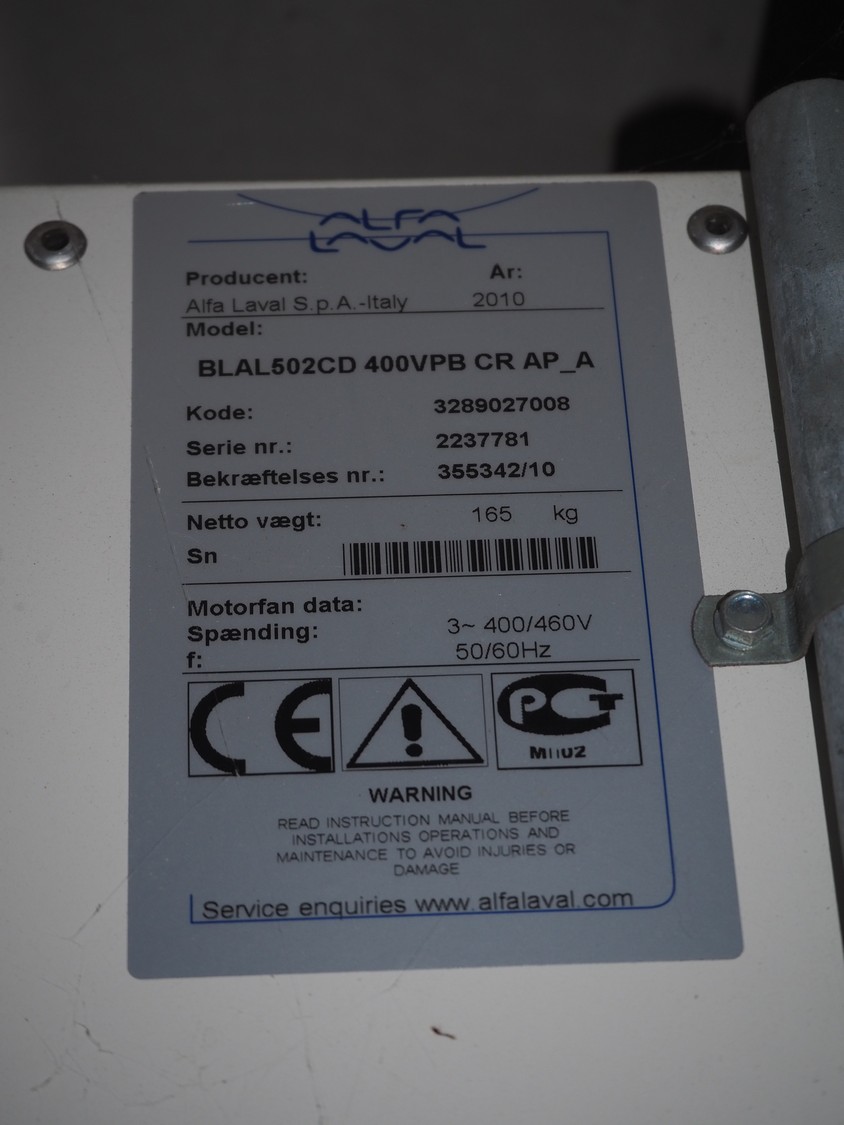 ALFA
LAVAL
Producent: Ar:
Alfa Laval S.p.A.-Italy 2010
Model:
BLAL502CD 400VPB CR AP_A
Kode: 3289027008
Serie nr.: 2237781
Bekræftelses nr.: 355342/10
Netto vægt: 165 kg
Sn
Motorfan data:
Spænding: 3~ 400/460V
f: 50/60Hz
CE
WARNING
READ INSTRUCTION MANUAL BEFORE
INSTALLATIONS OPERATIONS AND
MAINTENANCE TO AVOID INJURIES OR
DAMAGE
Service enquiries www.alfalaval.com